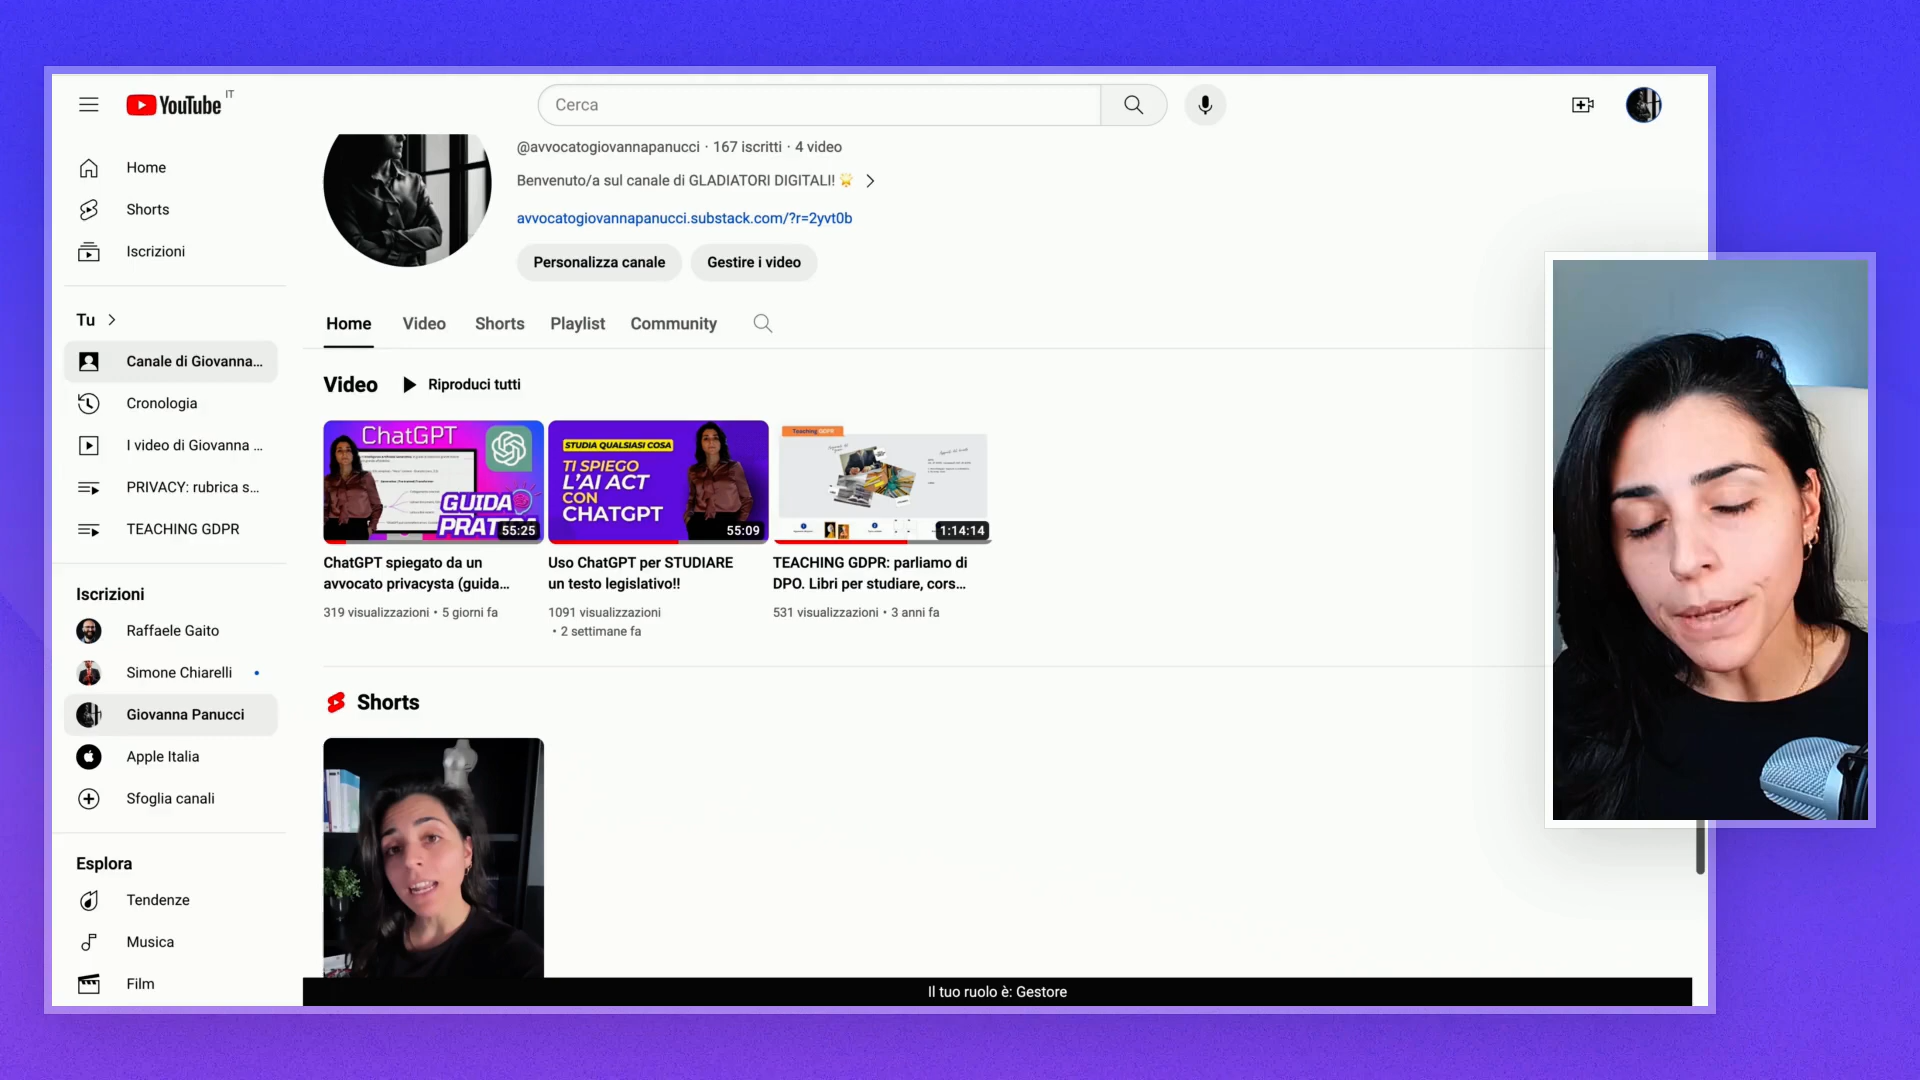 YouTube IT
Cerca
Home
Shorts
Iscrizioni
Tu
Canale di Giovanna...
Cronologia
I video di Giovanna ...
PRIVACY: rubrica s...
TEACHING GDPR
Iscrizioni
Raffaele Gaito
Simone Chiarelli
Giovanna Panucci
Apple Italia
Sfoglia canali
Esplora
Tendenze
Musica
Film
@avvocatogiovannapanucci · 167 iscritti · 4 video
Benvenuto/a sul canale di GLADIATORI DIGITALI! 🌟
avvocatogiovannapanucci.substack.com/?r=2yvt0b
Personalizza canale
Gestire i video
Home
Video
Shorts
Playlist
Community
Video
Riproduci tutti
ChatGPT
GUIDA
PRATICA
55:25
ChatGPT spiegato da un
avvocato privacysta (guida...
319 visualizzazioni • 5 giorni fa
STUDIA QUALSIASI COSA
TI SPIEGO
L'AI ACT
CON
CHATGPT
55:09
Uso ChatGPT per STUDIARE
un testo legislativo!!
1091 visualizzazioni
• 2 settimane fa
Teaching GDPR
1:14:14
TEACHING GDPR: parliamo di
DPO. Libri per studiare, cors...
531 visualizzazioni • 3 anni fa
Shorts
Il tuo ruolo è: Gestore